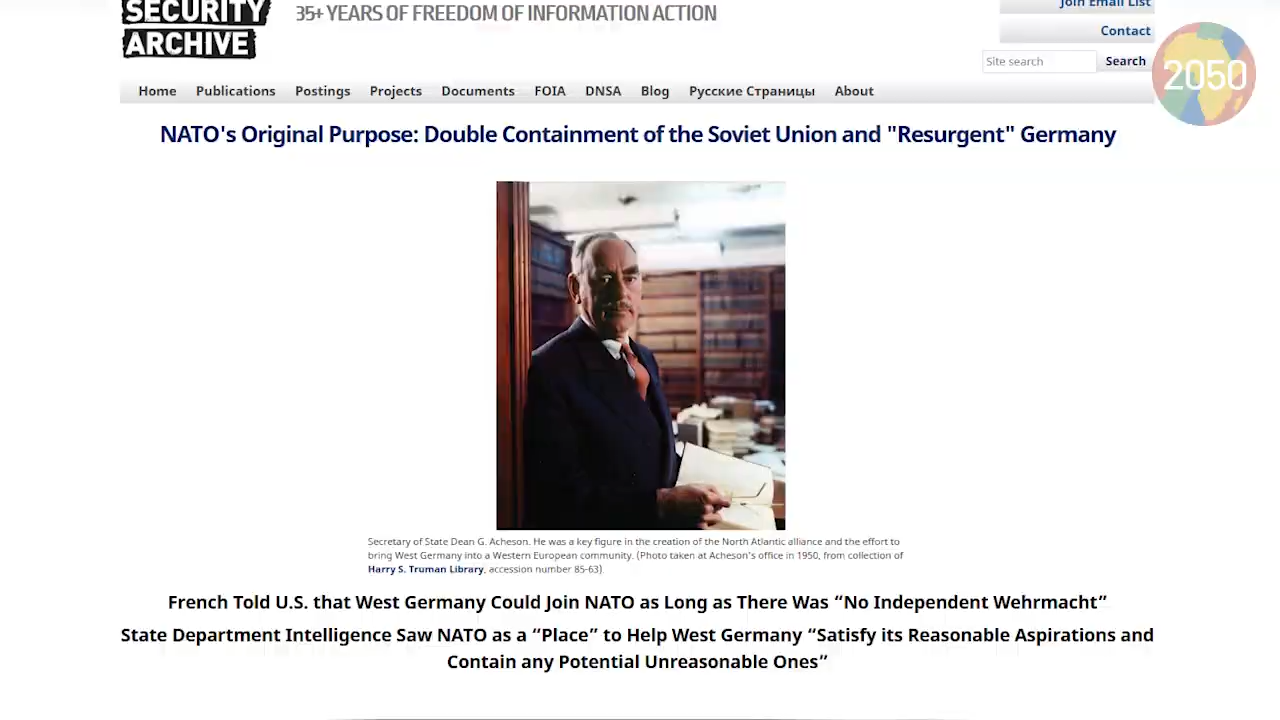 SECURITY
ARCHIVE
35+ YEARS OF FREEDOM OF INFORMATION ACTION
Join Email List
Contact
Site search
Search
2050
Home Publications Postings Projects Documents FOIA DNSA Blog Русские Страницы About
NATO's Original Purpose: Double Containment of the Soviet Union and "Resurgent" Germany
Secretary of State Dean G. Acheson. He was a key figure in the creation of the North Atlantic alliance and the effort to
bring West Germany into a Western European community. (Photo taken at Acheson's office in 1950, from collection of
Harry S. Truman Library, accession number 85-63).
French Told U.S. that West Germany Could Join NATO as Long as There Was “No Independent Wehrmacht”
State Department Intelligence Saw NATO as a “Place” to Help West Germany “Satisfy its Reasonable Aspirations and
Contain any Potential Unreasonable Ones”